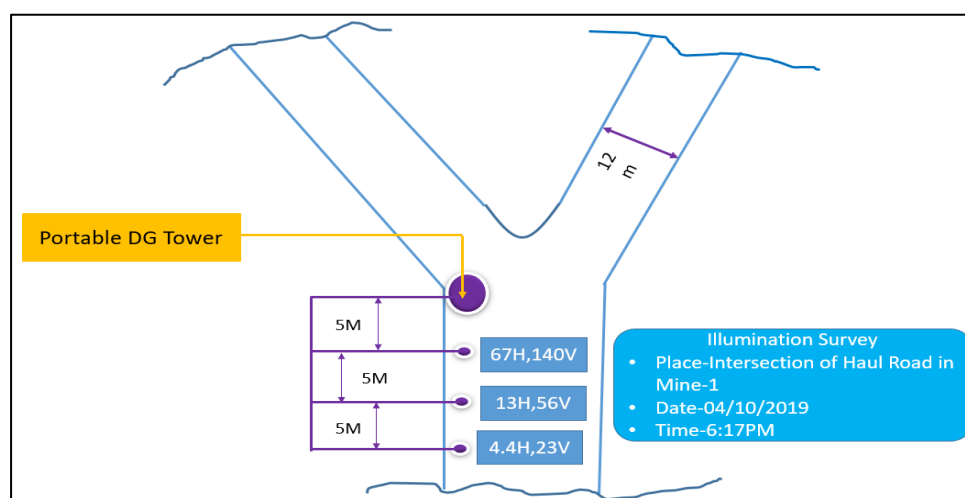 12
m
Portable DG Tower
5M
67H,140V
5M
13H,56V
5M
4.4H,23V
Illumination Survey
• Place-Intersection of Haul Road in
Mine-1
• Date-04/10/2019
• Time-6:17PM